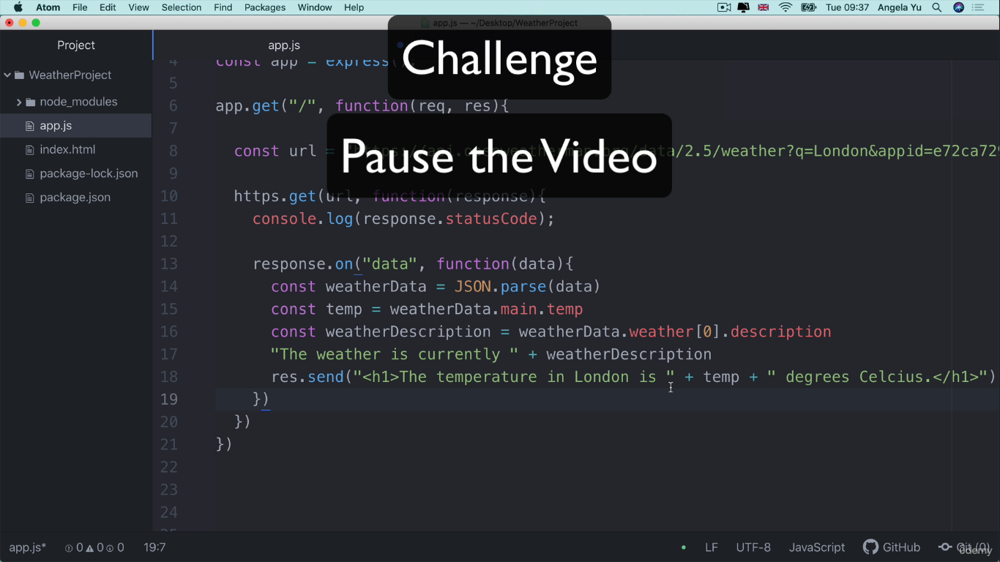 Atom File Edit View Selection Find Packages Window Help Tue 09:37 Angela Yu
app.js — ~/Desktop/WeatherProject
Project
app.js
Challenge
Pause the Video
WeatherProject
node_modules
app.js
index.html
package-lock.json
package.json
4 const app = express();
5
6 app.get("/", function(req, res){
7
8 const url = "https://api.openweathermap.org/data/2.5/weather?q=London&appid=e72ca729
9
10 https.get(url, function(response){
11 console.log(response.statusCode);
12
13 response.on("data", function(data){
14 const weatherData = JSON.parse(data)
15 const temp = weatherData.main.temp
16 const weatherDescription = weatherData.weather[0].description
17 "The weather is currently " + weatherDescription
18 res.send("<h1>The temperature in London is " + temp + " degrees Celcius.</h1>")
19 })
20 })
21 })
22
23
24
app.js* 0 0 0 19:7 LF UTF-8 JavaScript GitHub Git (0)
udemy